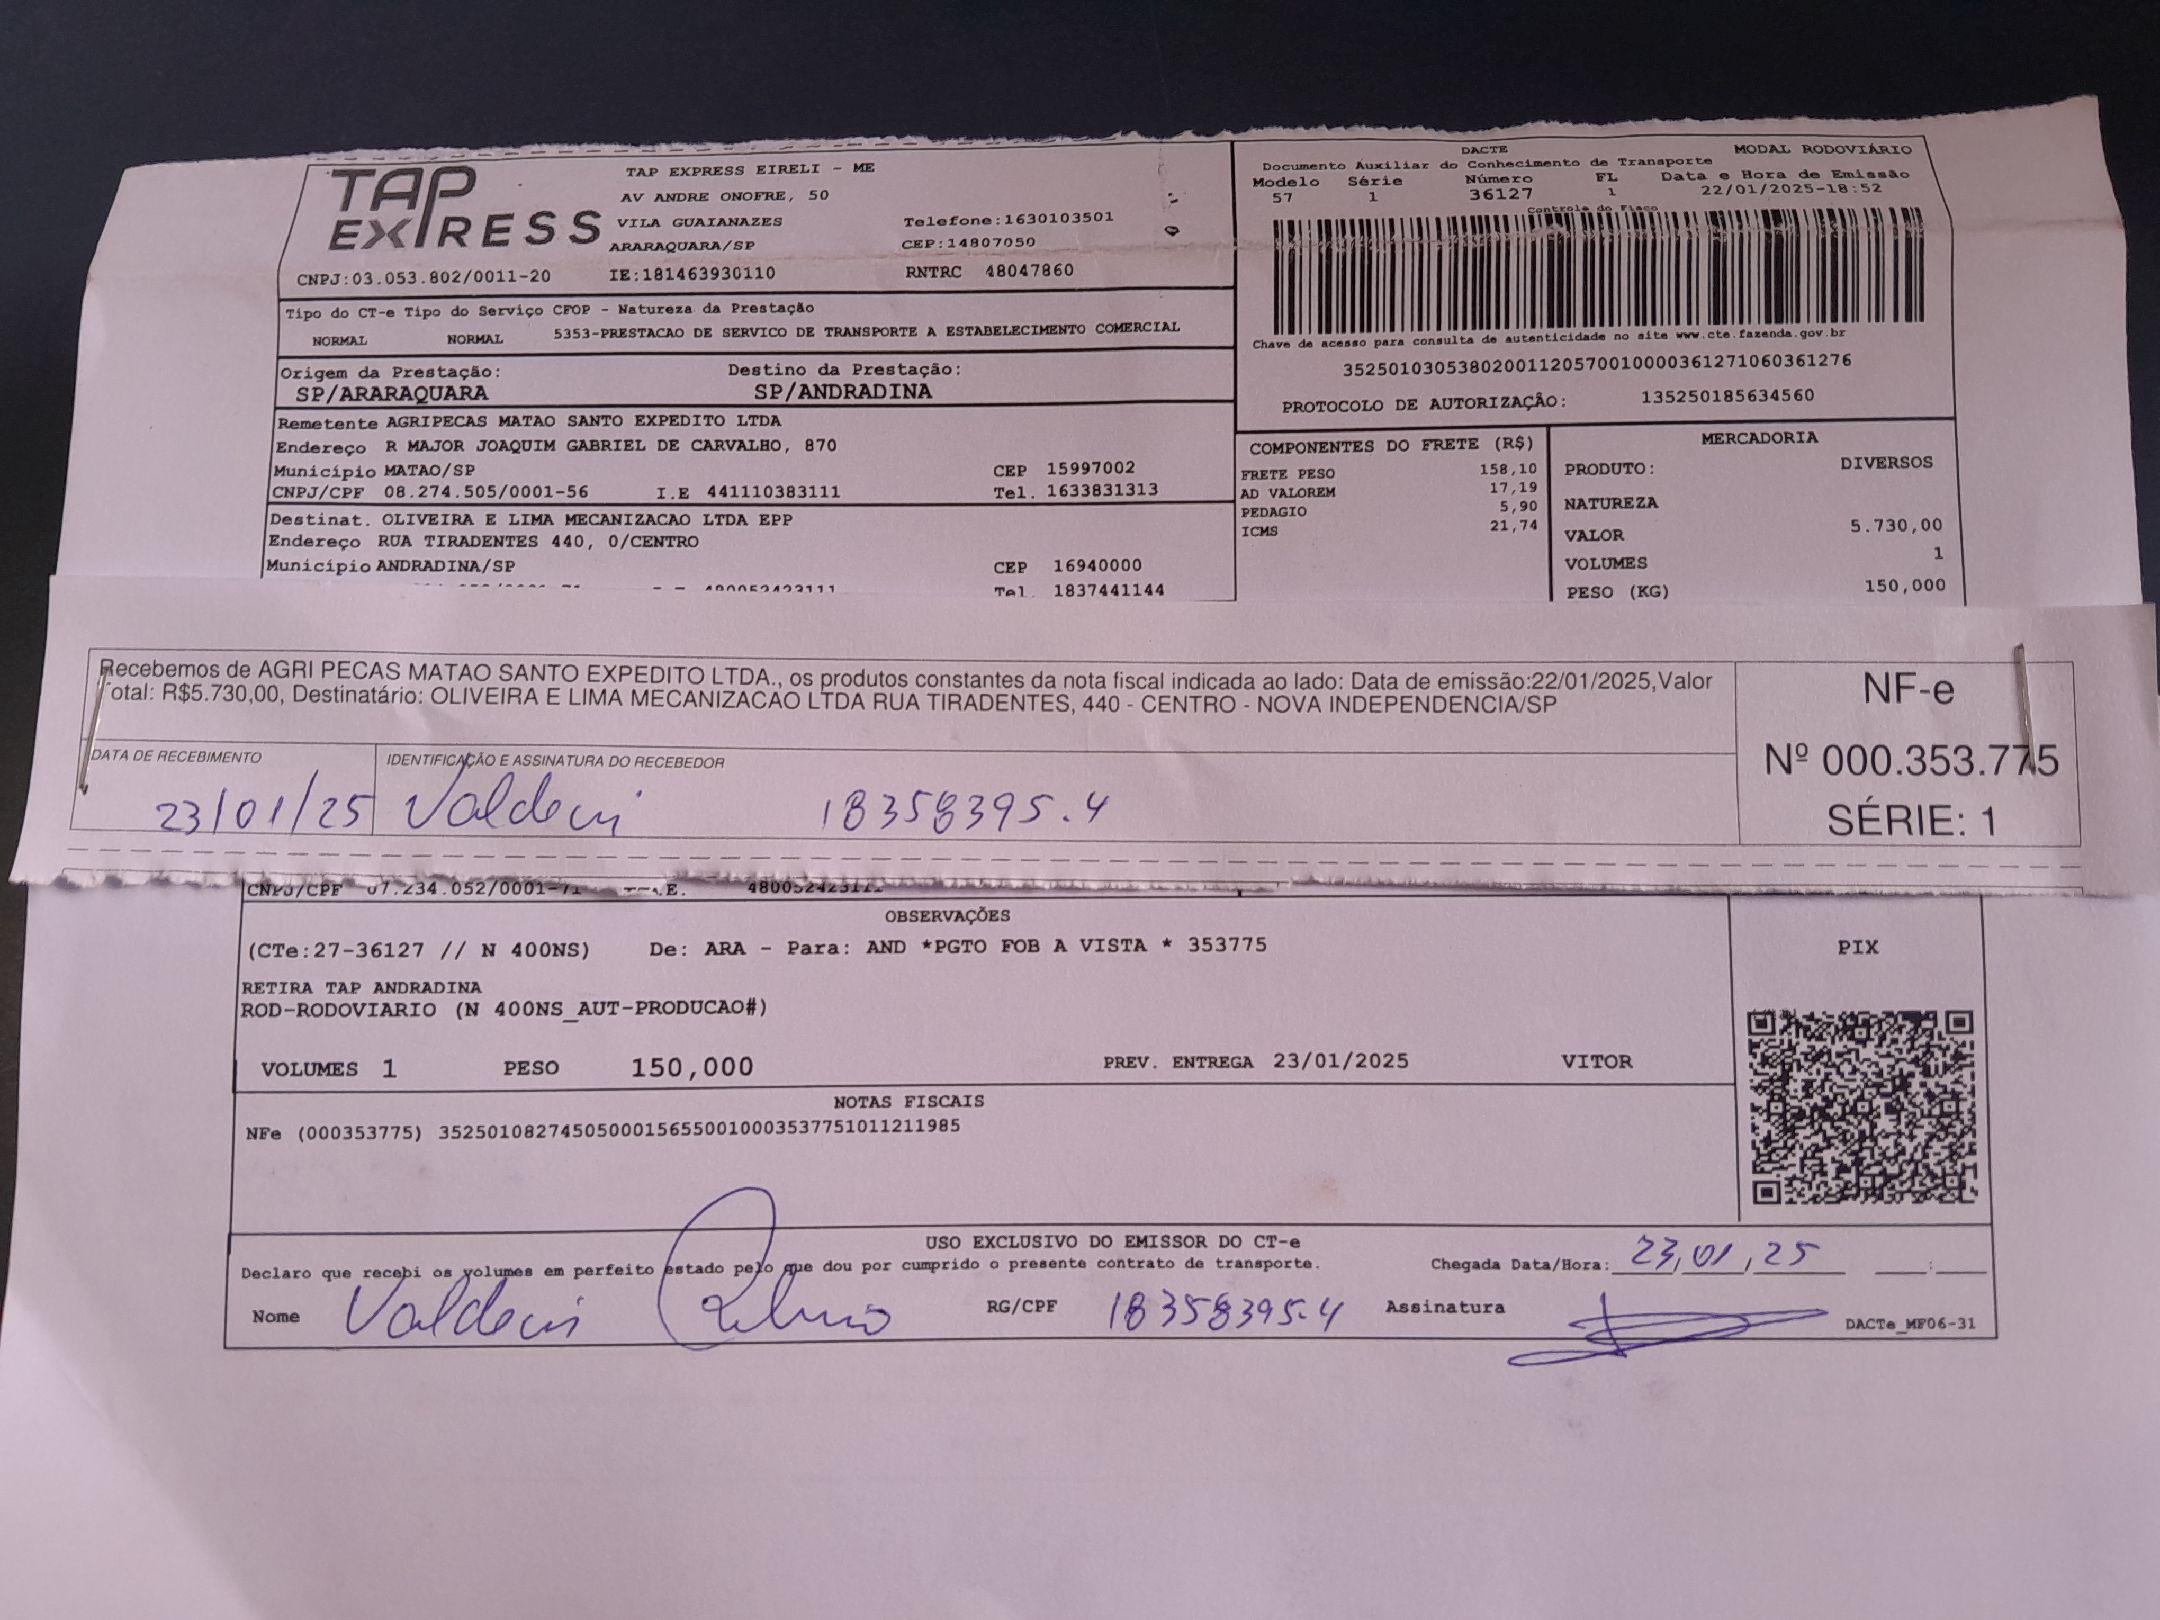 TAP EXPRESS
TAP EXPRESS EIRELI - ME
AV ANDRE ONOFRE, 50
VILA GUAIANAZES Telefone:1630103501
ARARAQUARA/SP CEP:14807050
CNPJ:03.053.802/0011-20 IE:181463930110 RNTRC 48047860
DACTE MODAL RODOVIÁRIO
Documento Auxiliar do Conhecimento de Transporte
Modelo Série Número FL Data e Hora de Emissão
57 1 36127 1 22/01/2025-18:52
Controle do Fisco
Chave de acesso para consulta de autenticidade no site www.cte.fazenda.gov.br
35250103053802001120570010000361271060361276
PROTOCOLO DE AUTORIZAÇÃO: 135250185634560
Tipo do CT-e Tipo do Serviço CFOP - Natureza da Prestação
NORMAL NORMAL 5353-PRESTACAO DE SERVICO DE TRANSPORTE A ESTABELECIMENTO COMERCIAL
Origem da Prestação: Destino da Prestação:
SP/ARARAQUARA SP/ANDRADINA
Remetente AGRIPECAS MATAO SANTO EXPEDITO LTDA
Endereço R MAJOR JOAQUIM GABRIEL DE CARVALHO, 870
Município MATAO/SP CEP 15997002
CNPJ/CPF 08.274.505/0001-56 I.E 441110383111 Tel. 1633831313
Destinat. OLIVEIRA E LIMA MECANIZACAO LTDA EPP
Endereço RUA TIRADENTES 440, 0/CENTRO
Município ANDRADINA/SP CEP 16940000
Tel. 1837441144
COMPONENTES DO FRETE (R$)
FRETE PESO 158,10
AD VALOREM 17,19
PEDAGIO 5,90
ICMS 21,74
MERCADORIA
PRODUTO: DIVERSOS
NATUREZA
VALOR 5.730,00
VOLUMES 1
PESO (KG) 150,000
Recebemos de AGRI PECAS MATAO SANTO EXPEDITO LTDA., os produtos constantes da nota fiscal indicada ao lado: Data de emissão:22/01/2025,Valor
Total: R$5.730,00, Destinatário: OLIVEIRA E LIMA MECANIZACAO LTDA RUA TIRADENTES, 440 - CENTRO - NOVA INDEPENDENCIA/SP
DATA DE RECEBIMENTO IDENTIFICAÇÃO E ASSINATURA DO RECEBEDOR
23/01/25 Valdeci 18358395.4
NF-e
Nº 000.353.775
SÉRIE: 1
CNPJ/CPF 07.234.052/0001-71 I.E. 480052423111
OBSERVAÇÕES
(CTe:27-36127 // N 400NS) De: ARA - Para: AND *PGTO FOB A VISTA * 353775
RETIRA TAP ANDRADINA
ROD-RODOVIARIO (N 400NS_AUT-PRODUCAO#)
VOLUMES 1 PESO 150,000 PREV. ENTREGA 23/01/2025 VITOR
PIX
NOTAS FISCAIS
NFe (000353775) 35250108274505000156550010003537751011211985
USO EXCLUSIVO DO EMISSOR DO CT-e
Declaro que recebi os volumes em perfeito estado pelo que dou por cumprido o presente contrato de transporte. Chegada Data/Hora: 23,01,25 :
Nome Valdeci RG/CPF 18358395.4 Assinatura
DACTe_MF06-31